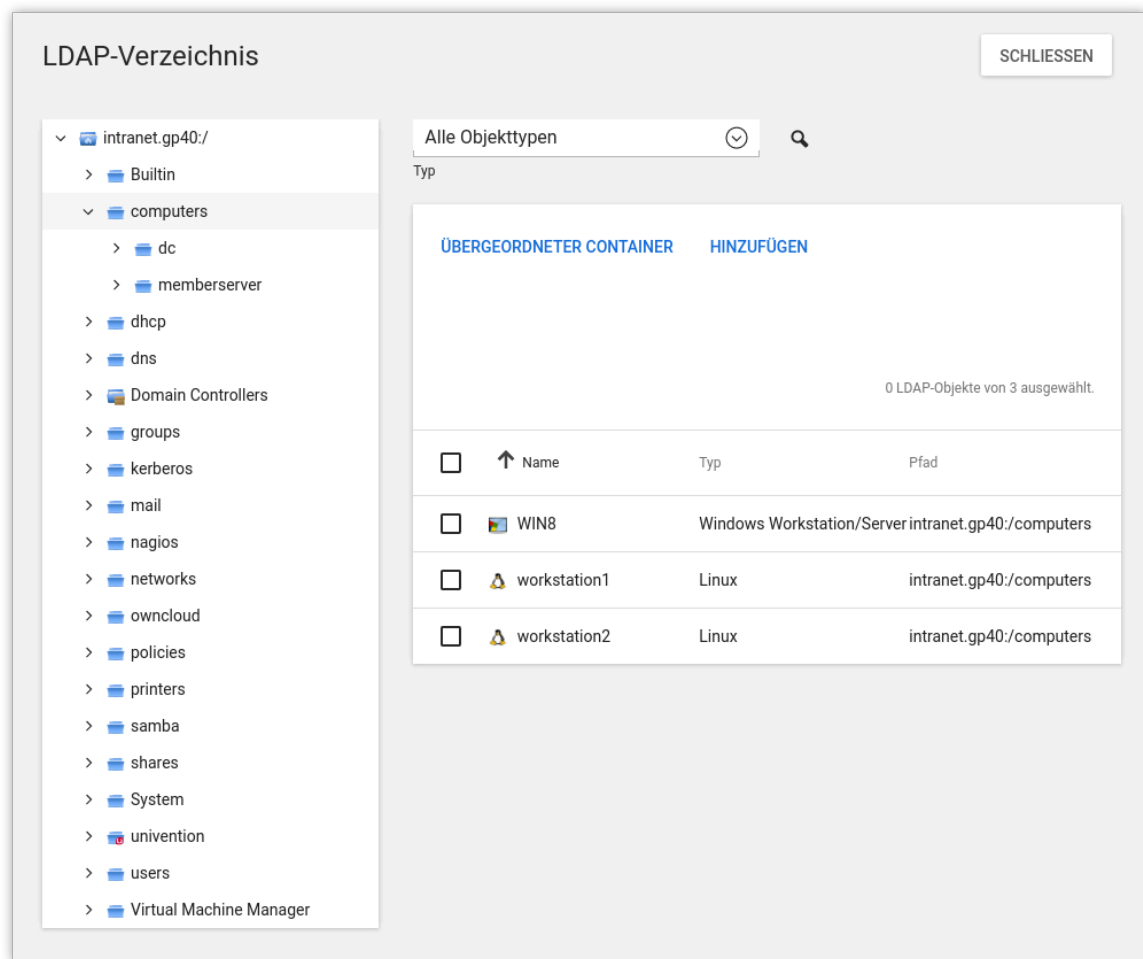 LDAP-Verzeichnis
SCHLIESSEN
intranet.gp40:/
Builtin
computers
dc
memberserver
dhcp
dns
Domain Controllers
groups
kerberos
mail
nagios
networks
owncloud
policies
printers
samba
shares
System
univention
users
Virtual Machine Manager
Alle Objekttypen
Typ
ÜBERGEORDNETER CONTAINER HINZUFÜGEN
0 LDAP-Objekte von 3 ausgewählt.
Name Typ Pfad
WIN8 Windows Workstation/Server intranet.gp40:/computers
workstation1 Linux intranet.gp40:/computers
workstation2 Linux intranet.gp40:/computers